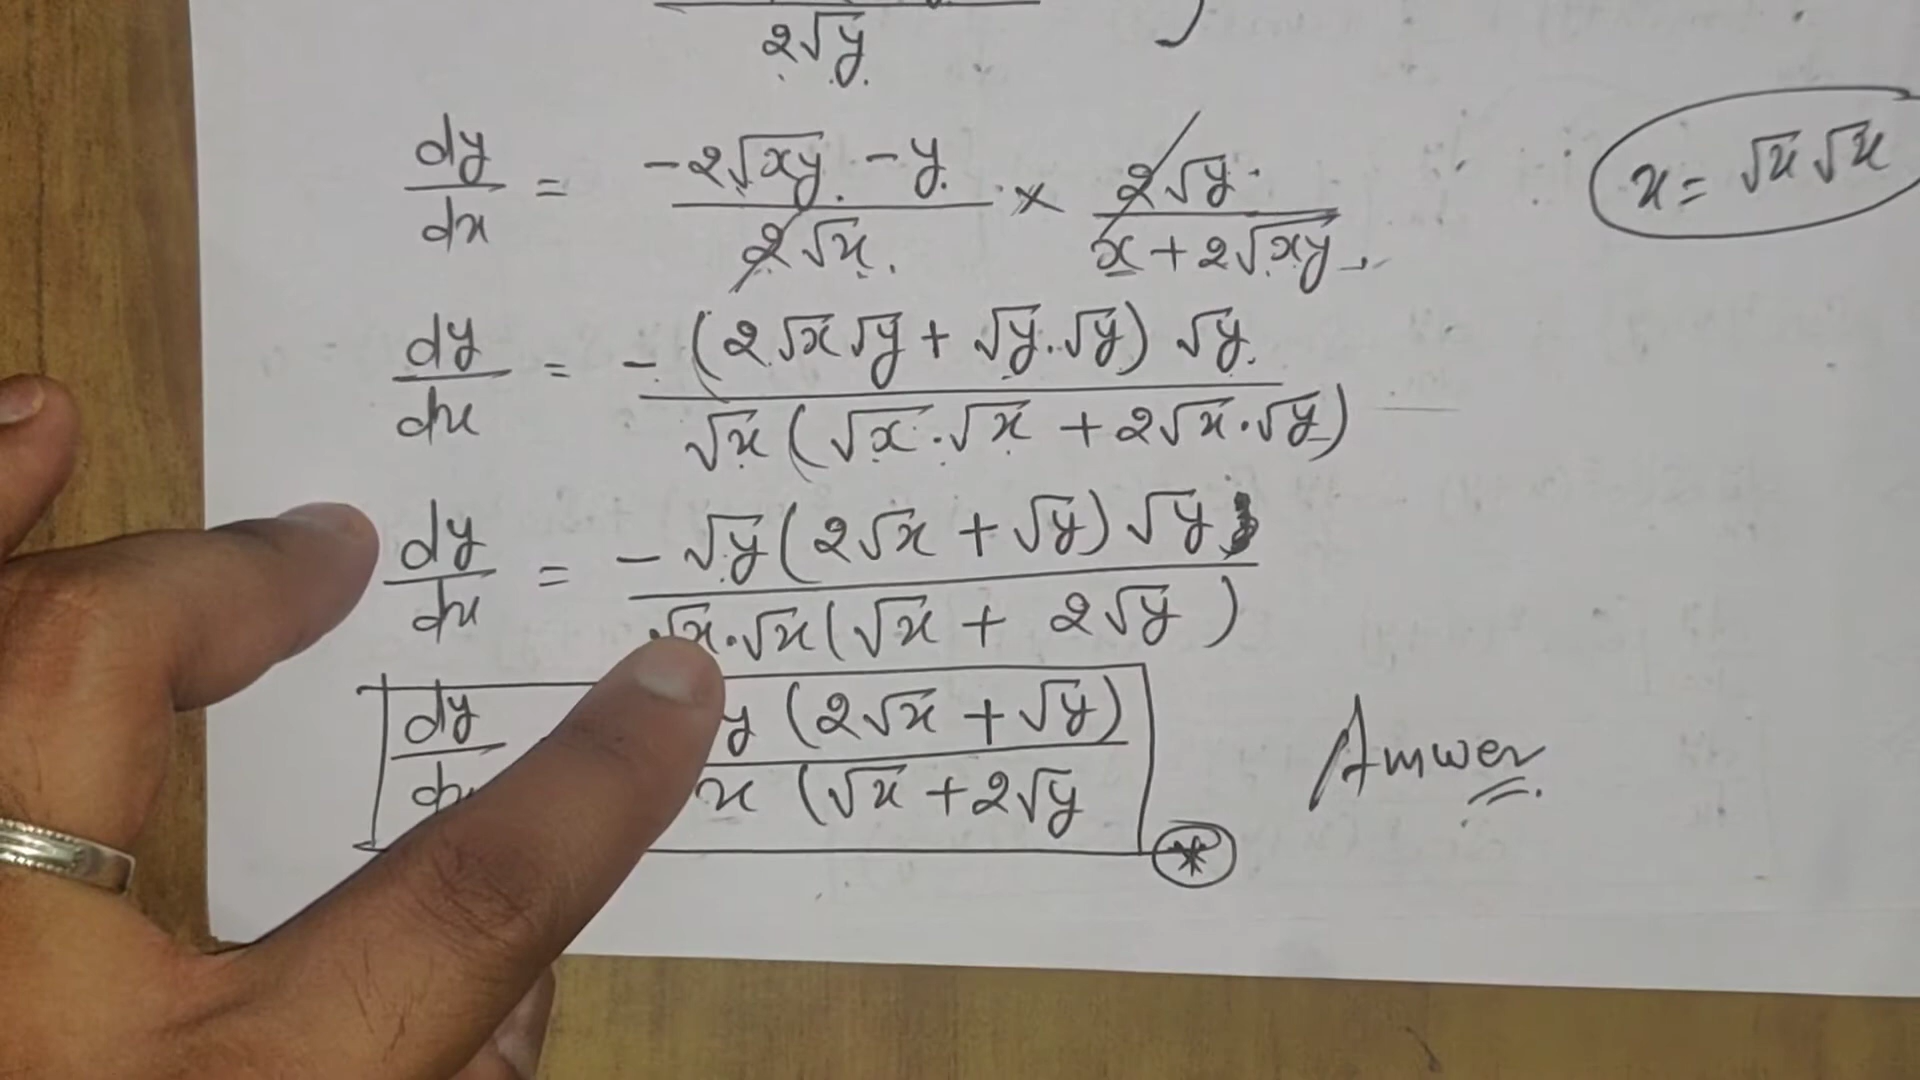 2√y
dy/dx = (-2√xy - y)/(2√x) × (2√y)/(x + 2√xy)
x = √x √x
dy/dx = -(2√x√y + √y.√y) √y / √x (√x.√x + 2√x.√y)
dy/dx = -√y (2√x + √y) √y / √x.√x (√x + 2√y)
dy/dx y (2√x + √y) / x (√x + 2√y
Answer
*